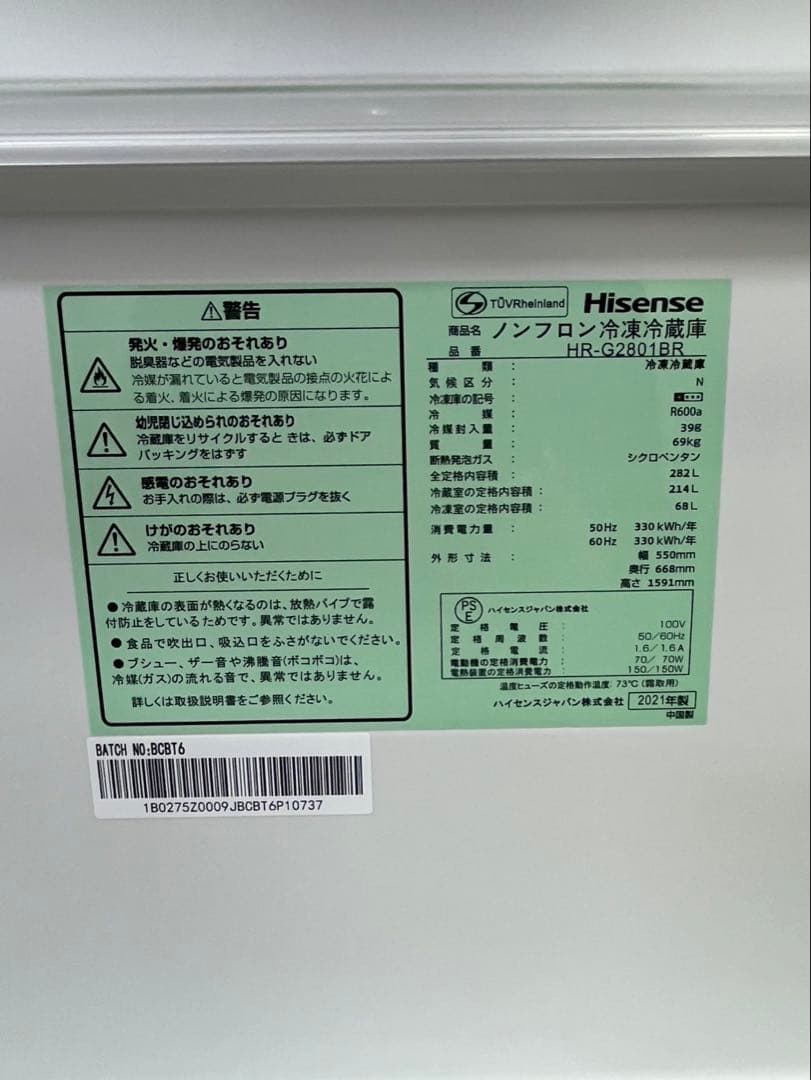 ⚠警告
発火・爆発のおそれあり
脱臭器などの電気製品を入れない
冷媒が漏れていると電気製品の接点の火花によ
る着火、着火による爆発の原因になります。
幼児閉じ込められのおそれあり
冷蔵庫をリサイクルするときは、必ずドア
パッキングをはずす
感電のおそれあり
お手入れの際は、必ず電源プラグを抜く
けがのおそれあり
冷蔵庫の上にのらない
正しくお使いいただくために
●冷蔵庫の表面が熱くなるのは、放熱パイプで露
付防止をしているためです。異常ではありません。
●食品で吹出口、吸込口をふさがないでください。
●ブシュー、ザー音や沸騰音(ポコポコ)は、
冷媒(ガス)の流れる音で、異常ではありません。
詳しくは取扱説明書をご参照ください。
TÜVRheinland Hisense
商品名 ノンフロン冷凍冷蔵庫
品番 HR-G2801BR
種類: 冷凍冷蔵庫
気候区分: N
冷凍庫の記号:
冷媒: R600a
冷媒封入量: 39g
質量: 69kg
断熱発泡ガス: シクロペンタン
全定格内容積: 282L
冷蔵室の定格内容積: 214L
冷凍室の定格内容積: 68L
消費電力量: 50Hz 330kWh/年
60Hz 330kWh/年
外形寸法: 幅 550mm
奥行 668mm
高さ 1591mm
PSE ハイセンスジャパン株式会社
定格電圧: 100V
定格周波数: 50/60Hz
定格電流: 1.6/1.6A
電動機の定格消費電力: 70/70W
電熱装置の定格消費電力: 150/150W
温度ヒューズの定格動作温度: 73℃(霜取用)
ハイセンスジャパン株式会社 2021年製
中国製
BATCH NO:BCBT6
1B0275Z0009JBCBT6P10737